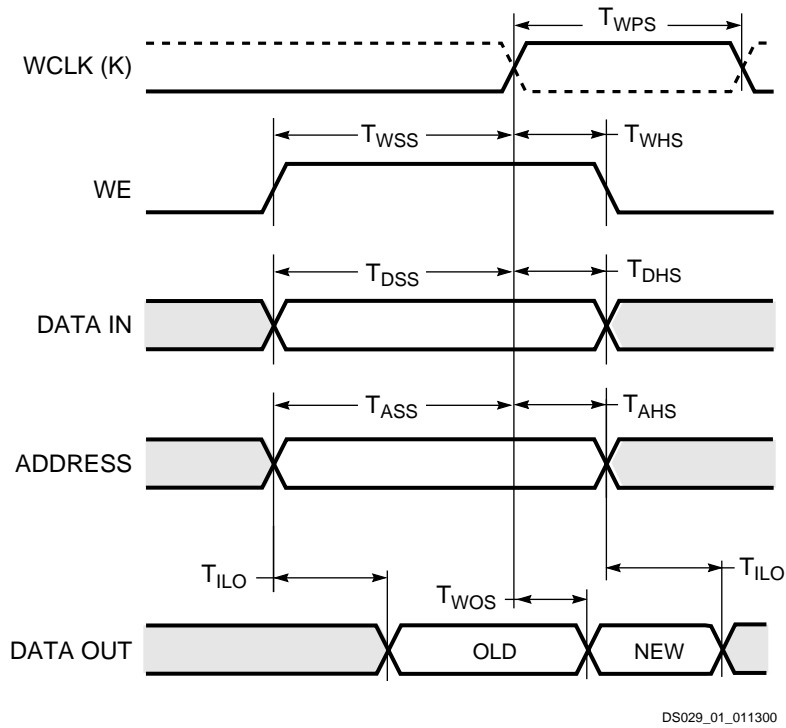 T_WPS
WCLK (K)
T_WSS T_WHS
WE
T_DSS T_DHS
DATA IN
T_ASS T_AHS
ADDRESS
T_ILO T_WOS T_ILO
DATA OUT OLD NEW
DS029_01_011300